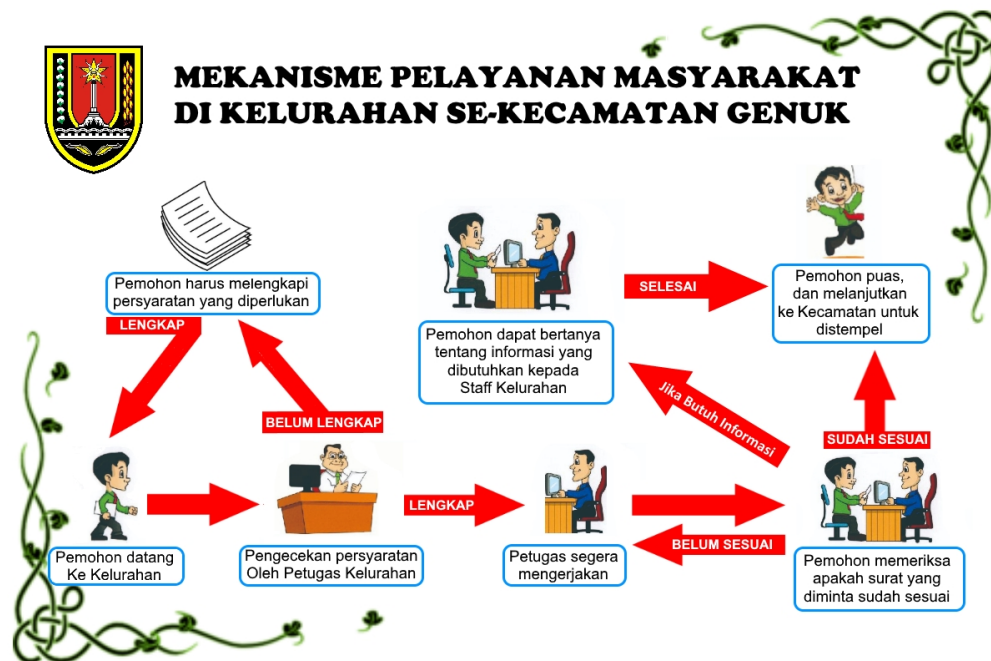 MEKANISME PELAYANAN MASYARAKAT
DI KELURAHAN SE-KECAMATAN GENUK
Pemohon harus melengkapi
persyaratan yang diperlukan
LENGKAP
Pemohon datang
Ke Kelurahan
BELUM LENGKAP
Pengecekan persyaratan
Oleh Petugas Kelurahan
LENGKAP
Petugas segera
mengerjakan
BELUM SESUAI
Pemohon memeriksa
apakah surat yang
diminta sudah sesuai
Jika Butuh Informasi
Pemohon dapat bertanya
tentang informasi yang
dibutuhkan kepada
Staff Kelurahan
SELESAI
SUDAH SESUAI
Pemohon puas,
dan melanjutkan
ke Kecamatan untuk
distempel